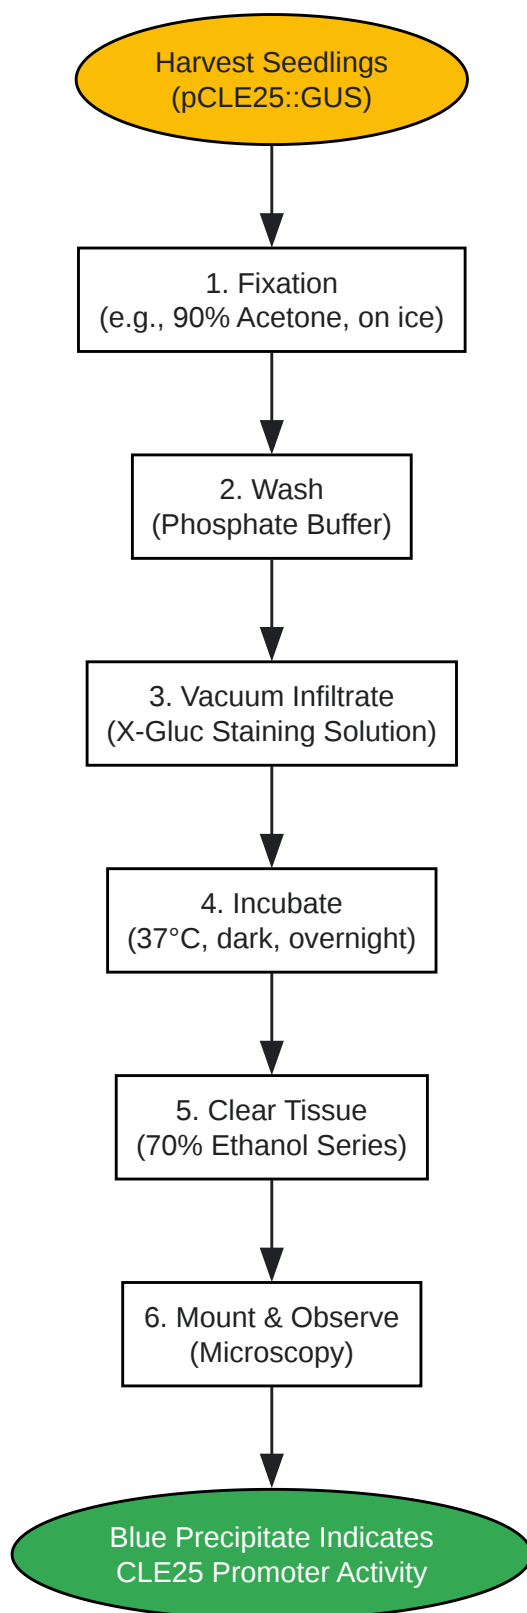 Harvest Seedlings
(pCLE25::GUS)
1. Fixation
(e.g., 90% Acetone, on ice)
2. Wash
(Phosphate Buffer)
3. Vacuum Infiltrate
(X-Gluc Staining Solution)
4. Incubate
(37°C, dark, overnight)
5. Clear Tissue
(70% Ethanol Series)
6. Mount & Observe
(Microscopy)
Blue Precipitate Indicates
CLE25 Promoter Activity